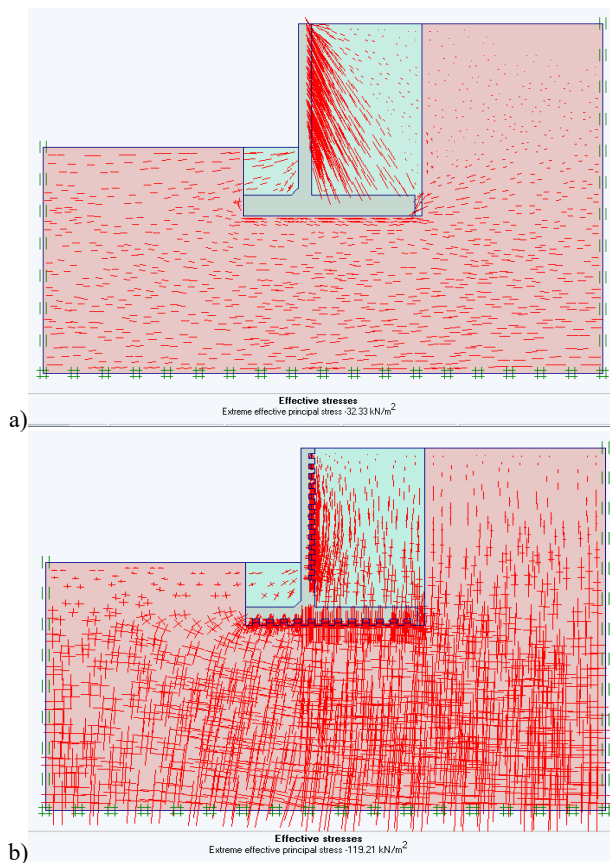 Effective stresses
Extreme effective principal stress -32.33 kN/m²
a)
Effective stresses
Extreme effective principal stress -119.21 kN/m²
b)